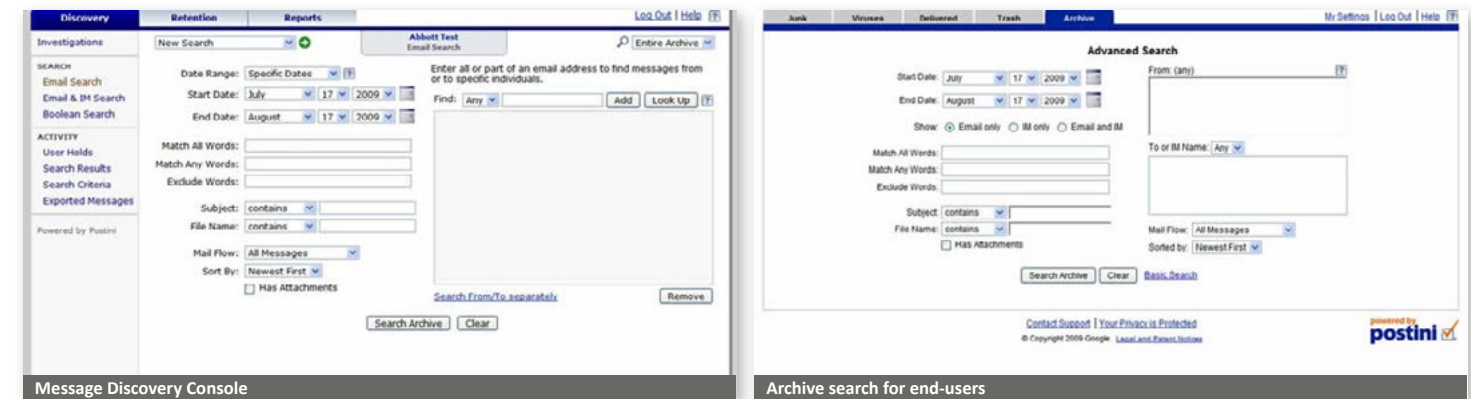 Discovery Retention Reports Log Out | Help [?]
Investigations
SEARCH
Email Search
Email & IM Search
Boolean Search
ACTIVITY
User Holds
Search Results
Search Criteria
Exported Messages
Powered by Postini
New Search Abbott Test Entire Archive
Email Search
Date Range: Specific Dates [?]
Start Date: July 17 2009
End Date: August 17 2009
Match All Words:
Match Any Words:
Exclude Words:
Subject: contains
File Name: contains
Mail Flow: All Messages
Sort By: Newest First
Has Attachments
Enter all or part of an email address to find messages from
or to specific individuals.
Find: Any Add Look Up [?]
Search From/To separately Remove
Search Archive Clear
Message Discovery Console
Junk Viruses Delivered Trash Archive My Settings | Log Out | Help [?]
Advanced Search
Start Date: July 17 2009
End Date: August 17 2009
Show: Email only IM only Email and IM
Match All Words:
Match Any Words:
Exclude Words:
Subject: contains
File Name: contains
Has Attachments
From: (any) [?]
To or IM Name: Any
Mail Flow: All Messages
Sorted by: Newest First
Search Archive Clear Basic Search
Contact Support | Your Privacy is Protected
© Copyright 2009 Google. Legal and Patent Notices
powered by
postini
Archive search for end-users